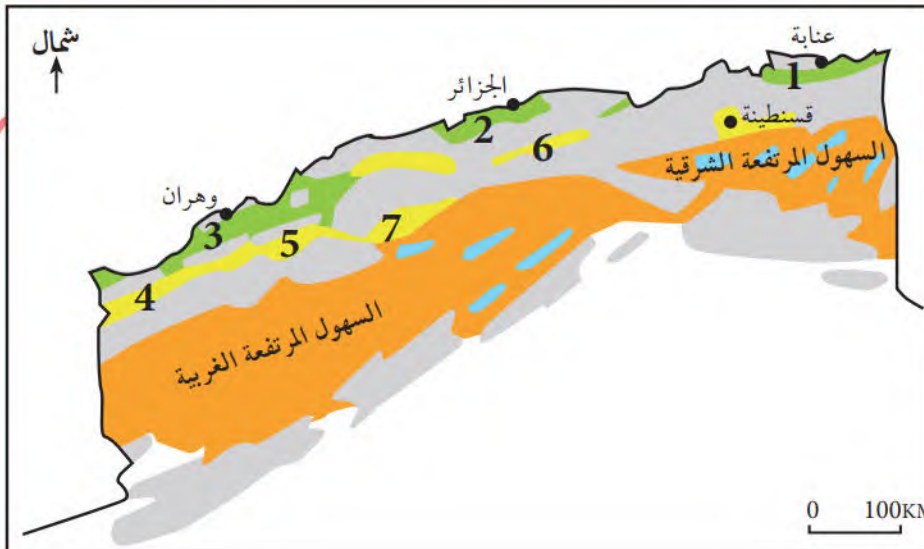 شمال
عنابة
1
الجزائر
2
قسنطينة
6
السهول المرتفعة الشرقية
وهران
3
7
5
4
السهول المرتفعة الغربية
0 100KM